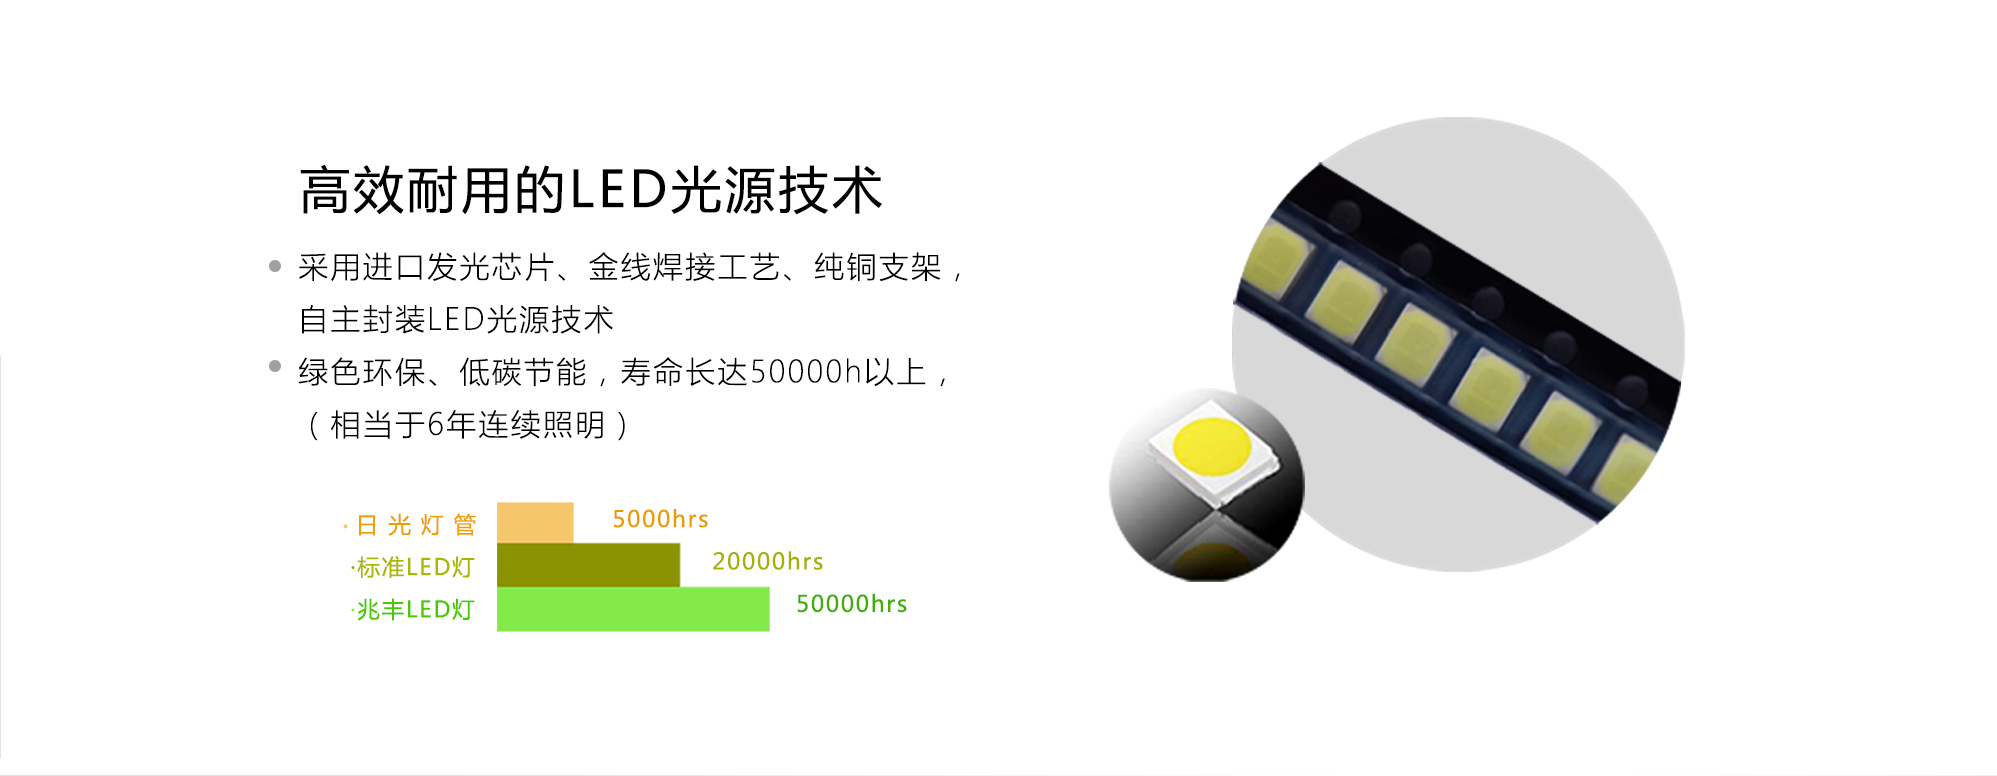 高效耐用的LED光源技术
采用进口发光芯片、金线焊接工艺、纯铜支架，
自主封装LED光源技术
绿色环保、低碳节能，寿命长达50000h以上，
（相当于6年连续照明）
·日光灯管 5000hrs
·标准LED灯 20000hrs
·兆丰LED灯 50000hrs